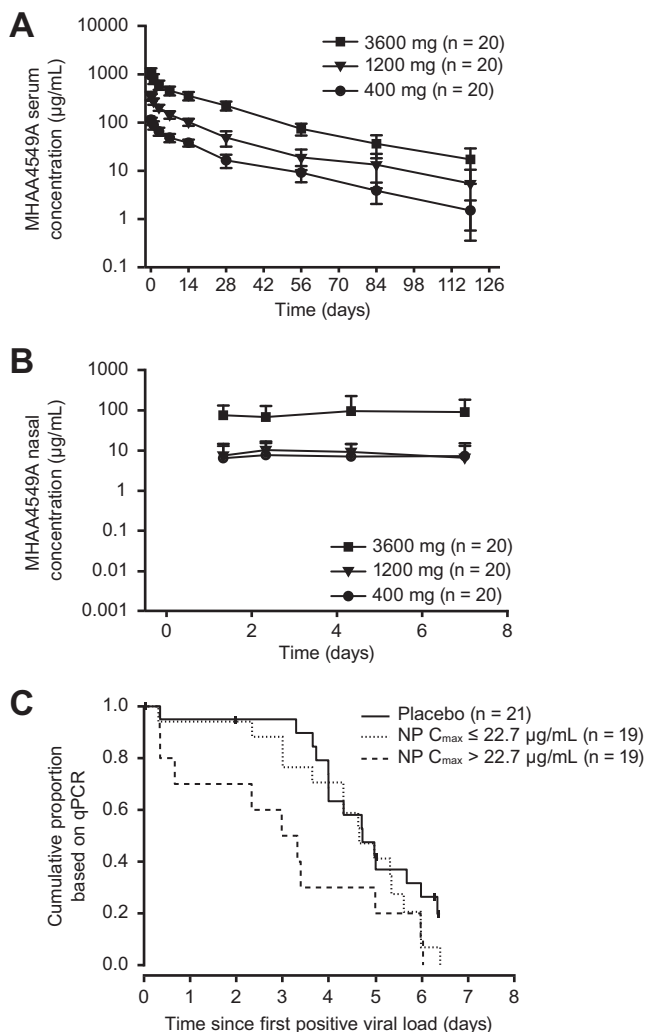 A
MHAA4549A serum
concentration (µg/mL)
10000
1000
100
10
1
0.1
3600 mg (n = 20)
1200 mg (n = 20)
400 mg (n = 20)
0 14 28 42 56 70 84 98 112 126
Time (days)
B
MHAA4549A nasal
concentration (µg/mL)
1000
100
10
1
0.1
0.01
0.001
3600 mg (n = 20)
1200 mg (n = 20)
400 mg (n = 20)
0 2 4 6 8
Time (days)
C
Cumulative proportion
based on qPCR
1.0
0.8
0.6
0.4
0.2
0.0
Placebo (n = 21)
NP Cmax ≤ 22.7 µg/mL (n = 19)
NP Cmax > 22.7 µg/mL (n = 19)
0 1 2 3 4 5 6 7 8
Time since first positive viral load (days)